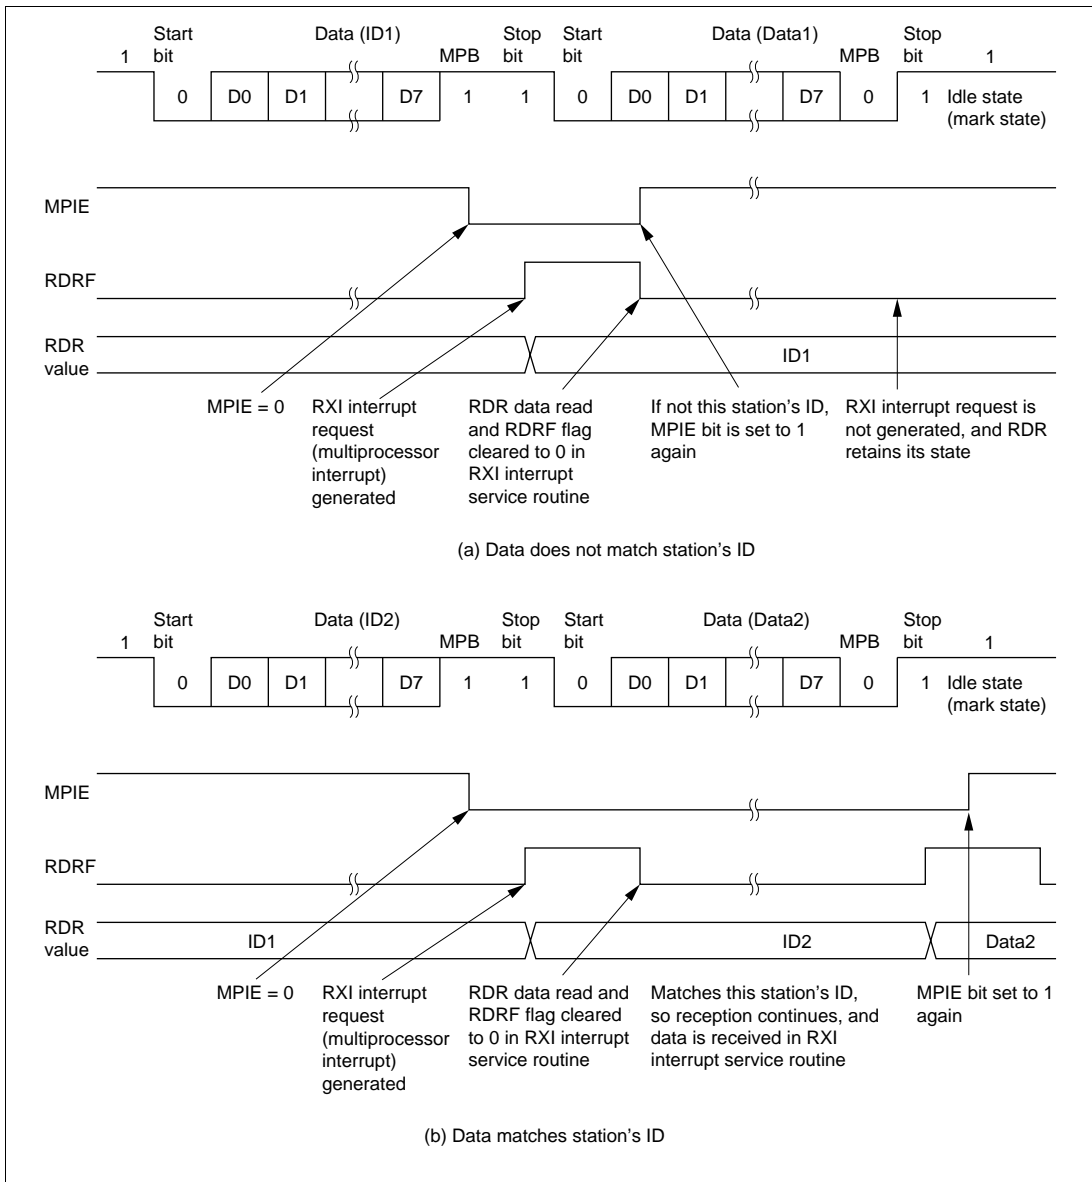 Start bit Data (ID1) MPB Stop bit Start bit Data (Data1) MPB Stop bit
1 1
0 D0 D1 D7 1 1 0 D0 D1 D7 0 1 Idle state (mark state)
MPIE
RDRF
RDR value
ID1
MPIE = 0
RXI interrupt
request
(multiprocessor
interrupt)
generated
RDR data read
and RDRF flag
cleared to 0 in
RXI interrupt
service routine
If not this station's ID,
MPIE bit is set to 1
again
RXI interrupt request is
not generated, and RDR
retains its state
(a) Data does not match station's ID
Start bit Data (ID2) MPB Stop bit Start bit Data (Data2) MPB Stop bit
1 1
0 D0 D1 D7 1 1 0 D0 D1 D7 0 1 Idle state (mark state)
MPIE
RDRF
RDR value
ID1 ID2 Data2
MPIE = 0
RXI interrupt
request
(multiprocessor
interrupt)
generated
RDR data read and
RDRF flag cleared
to 0 in RXI interrupt
service routine
Matches this station's ID,
so reception continues, and
data is received in RXI
interrupt service routine
MPIE bit set to 1
again
(b) Data matches station's ID